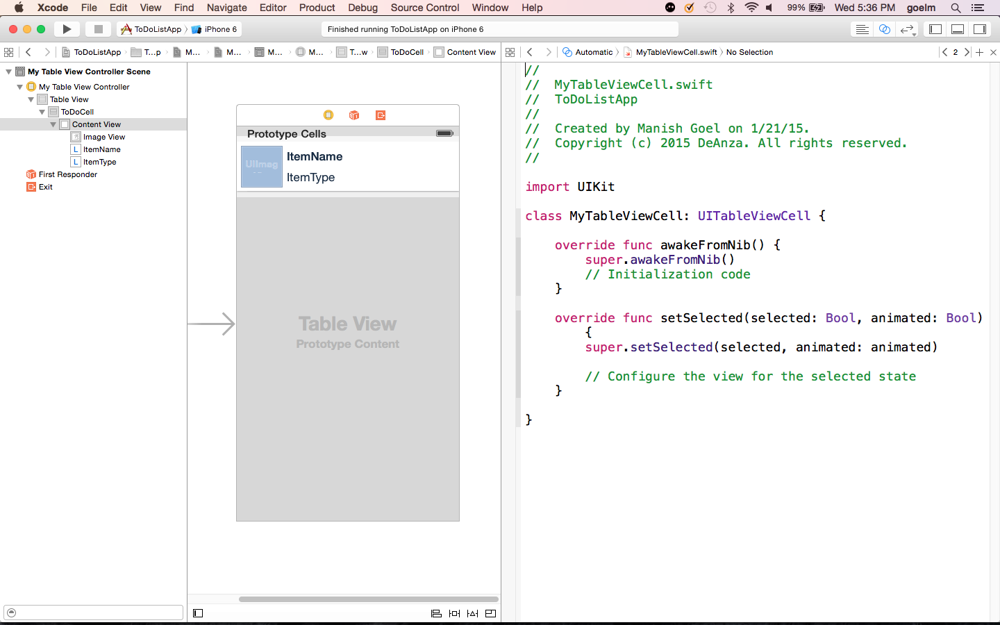 Xcode File Edit View Find Navigate Editor Product Debug Source Control Window Help 99% Wed 5:36 PM goelm
ToDoListApp iPhone 6
Finished running ToDoListApp on iPhone 6
ToDoListApp T...p M... M... M... M... T...w ToDoCell Content View
Automatic MyTableViewCell.swift No Selection 2
My Table View Controller Scene
My Table View Controller
Table View
ToDoCell
Content View
Image View
L ItemName
L ItemType
First Responder
Exit
Prototype Cells
UIImag
ItemName
ItemType
Table View
Prototype Content
//
//  MyTableViewCell.swift
//  ToDoListApp
//
//  Created by Manish Goel on 1/21/15.
//  Copyright (c) 2015 DeAnza. All rights reserved.
//
import UIKit
class MyTableViewCell: UITableViewCell {
override func awakeFromNib() {
super.awakeFromNib()
// Initialization code
}
override func setSelected(selected: Bool, animated: Bool)
{
super.setSelected(selected, animated: animated)
// Configure the view for the selected state
}
}